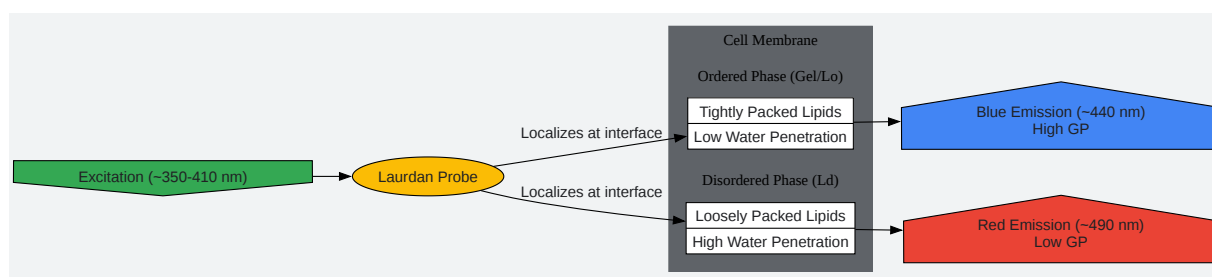 Excitation (~350-410 nm)
Laurdan Probe
Localizes at interface
Localizes at interface
Cell Membrane
Ordered Phase (Gel/Lo)
Tightly Packed Lipids
Low Water Penetration
Disordered Phase (Ld)
Loosely Packed Lipids
High Water Penetration
Blue Emission (~440 nm)
High GP
Red Emission (~490 nm)
Low GP